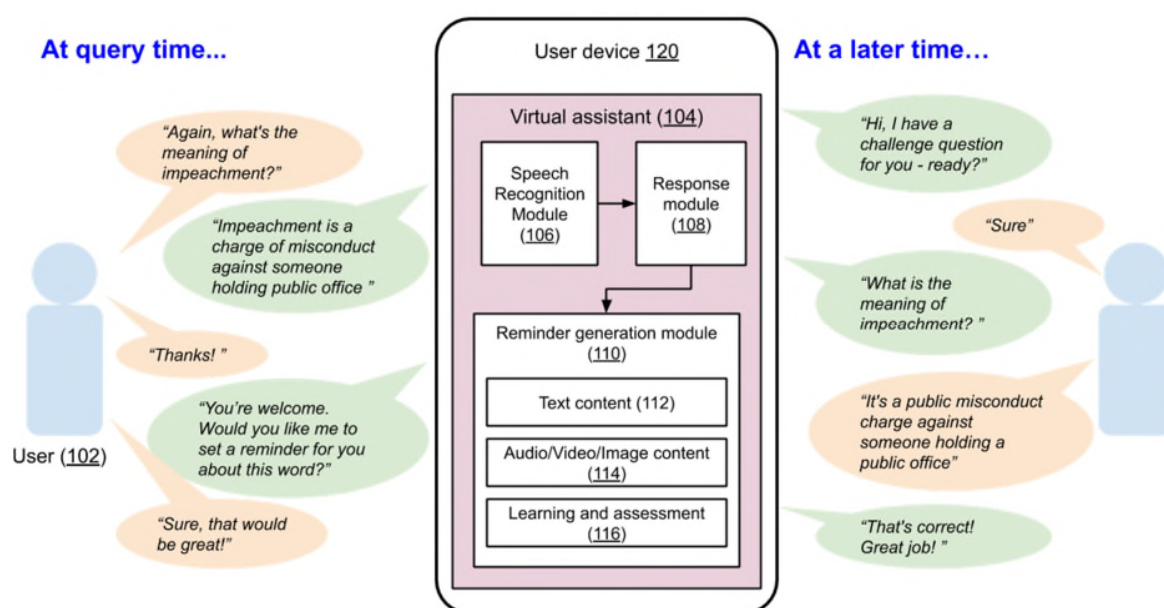 At query time...
“Again, what's the
meaning of
impeachment?”
“Impeachment is a
charge of misconduct
against someone
holding public office ”
“Thanks! ”
“You’re welcome.
Would you like me to
set a reminder for you
about this word?”
“Sure, that would
be great!”
User (102)
User device 120
Virtual assistant (104)
Speech
Recognition
Module
(106)
Response
module
(108)
Reminder generation module
(110)
Text content (112)
Audio/Video/Image content
(114)
Learning and assessment
(116)
At a later time…
“Hi, I have a
challenge question
for you - ready?”
“Sure”
“What is the
meaning of
impeachment? ”
“It's a public misconduct
charge against
someone holding a
public office”
“That's correct!
Great job! ”